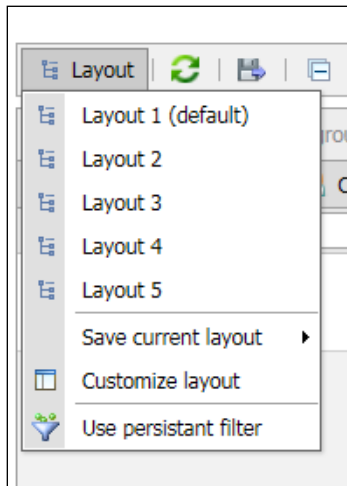 Layout
Layout 1 (default)
Layout 2
Layout 3
Layout 4
Layout 5
Save current layout
Customize layout
Use persistant filter